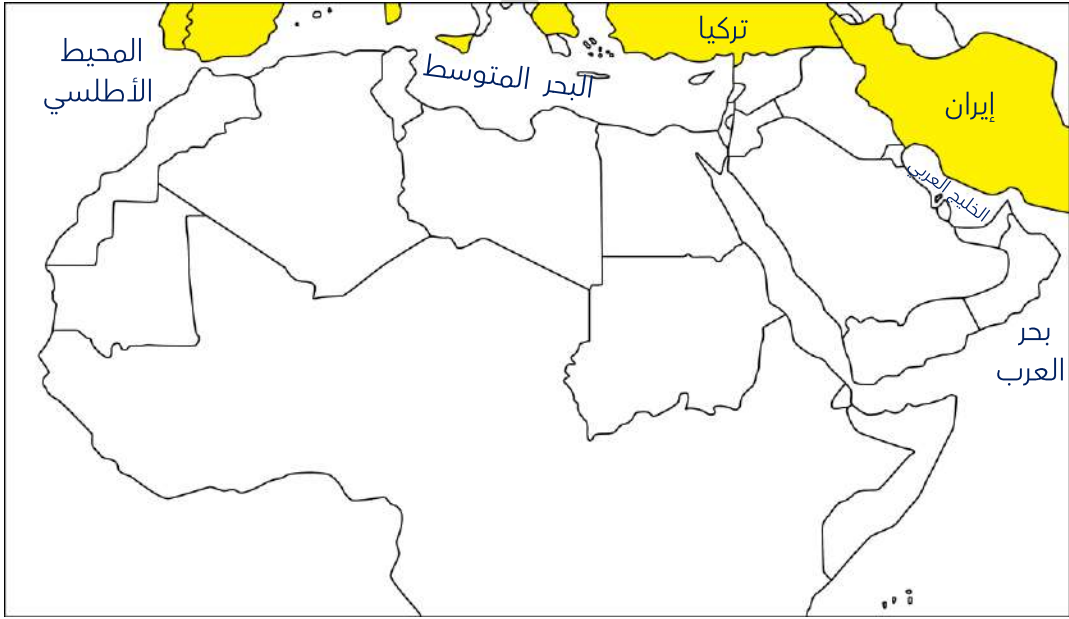 المحيط
الأطلسي
البحر المتوسط
تركيا
إيران
الخليج العربي
بحر
العرب